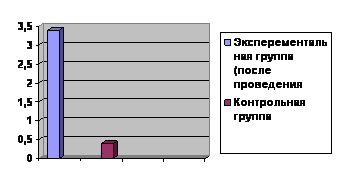 3,5
3
2,5
2
1,5
1
0,5
0
Эксперементаль
ная группа
(после
проведения
Контрольная
группа